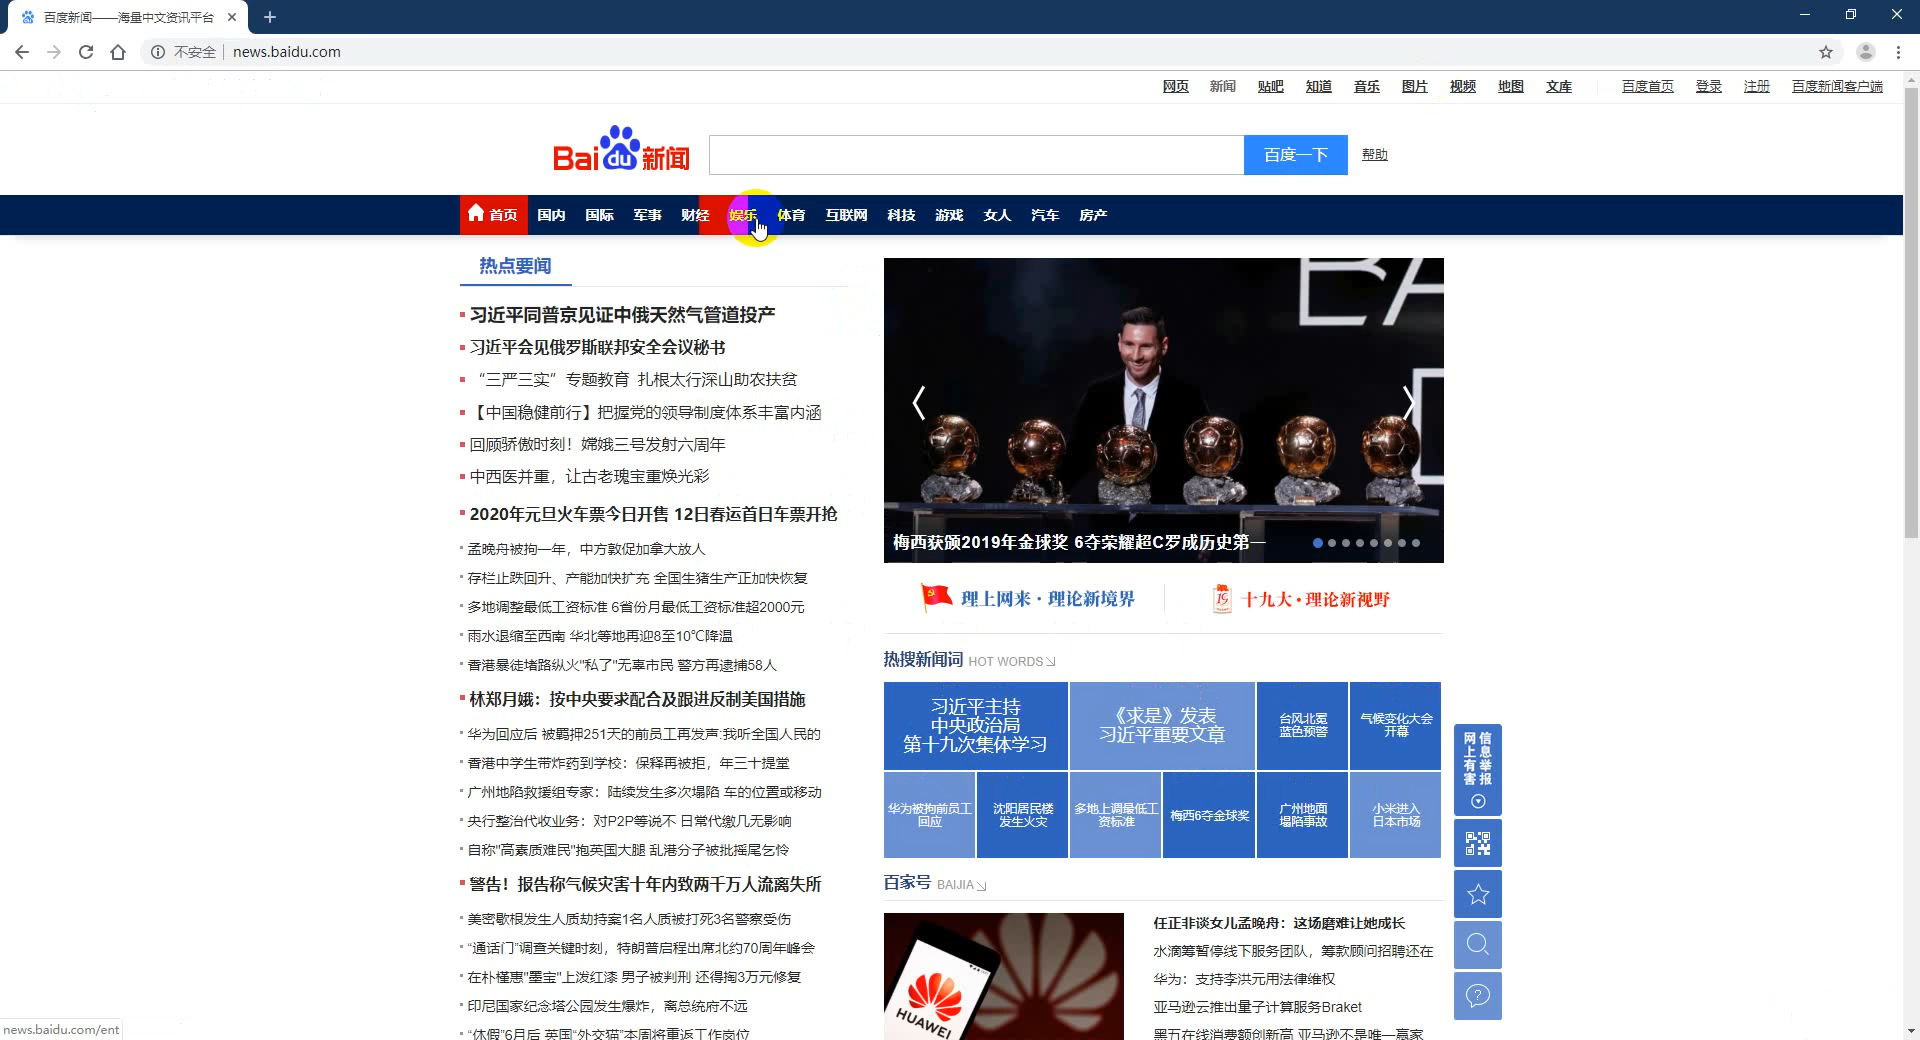 百度新闻——海量中文资讯平台
不安全 news.baidu.com
网页 新闻 贴吧 知道 音乐 图片 视频 地图 文库 百度首页 登录 注册 百度新闻客户端
Bai du 新闻
百度一下 帮助
首页 国内 国际 军事 财经 娱乐 体育 互联网 科技 游戏 女人 汽车 房产
热点要闻
习近平同普京见证中俄天然气管道投产
习近平会见俄罗斯联邦安全会议秘书
“三严三实”专题教育 扎根太行深山助农扶贫
【中国稳健前行】把握党的领导制度体系丰富内涵
回顾骄傲时刻！嫦娥三号发射六周年
中西医并重，让古老瑰宝重焕光彩
2020年元旦火车票今日开售 12日春运首日车票开抢
孟晚舟被拘一年，中方敦促加拿大放人
存栏止跌回升、产能加快扩充 全国生猪生产正加快恢复
多地调整最低工资标准 6省份月最低工资标准超2000元
雨水退缩至西南 华北等地再迎8至10℃降温
香港暴徒堵路纵火"私了"无辜市民 警方再逮捕58人
林郑月娥：按中央要求配合及跟进反制美国措施
华为回应后 被羁押251天的前员工再发声:我听全国人民的
香港中学生带炸药到学校：保释再被拒，年三十提堂
广州地陷救援组专家：陆续发生多次塌陷 车的位置或移动
央行整治代收业务：对P2P等说不 日常代缴几无影响
自称"高素质难民"抱英国大腿 乱港分子被批摇尾乞怜
警告！报告称气候灾害十年内致两千万人流离失所
美密歇根发生人质劫持案1名人质被打死3名警察受伤
“通话门”调查关键时刻，特朗普启程出席北约70周年峰会
在朴槿惠"墨宝"上泼红漆 男子被判刑 还得掏3万元修复
印尼国家纪念塔公园发生爆炸，离总统府不远
“休假”6月后 英国“外交猫”本周将重返工作岗位
梅西获颁2019年金球奖 6夺荣耀超C罗成历史第一
理上网来·理论新境界
19 十九大·理论新视野
热搜新闻词 HOT WORDS
习近平主持
中央政治局
第十九次集体学习
《求是》发表
习近平重要文章
台风北冕
蓝色预警
气候变化大会
开幕
华为被拘前员工
回应
沈阳居民楼
发生火灾
多地上调最低工
资标准
梅西6夺金球奖
广州地面
塌陷事故
小米进入
日本市场
百家号 BAIJIA
HUAWEI
任正非谈女儿孟晚舟：这场磨难让她成长
水滴筹暂停线下服务团队，筹款顾问招聘还在
华为：支持李洪元用法律维权
亚马逊云推出量子计算服务Braket
黑五在线消费额创新高 亚马逊不是唯一赢家
网上有害
信息举报
news.baidu.com/ent